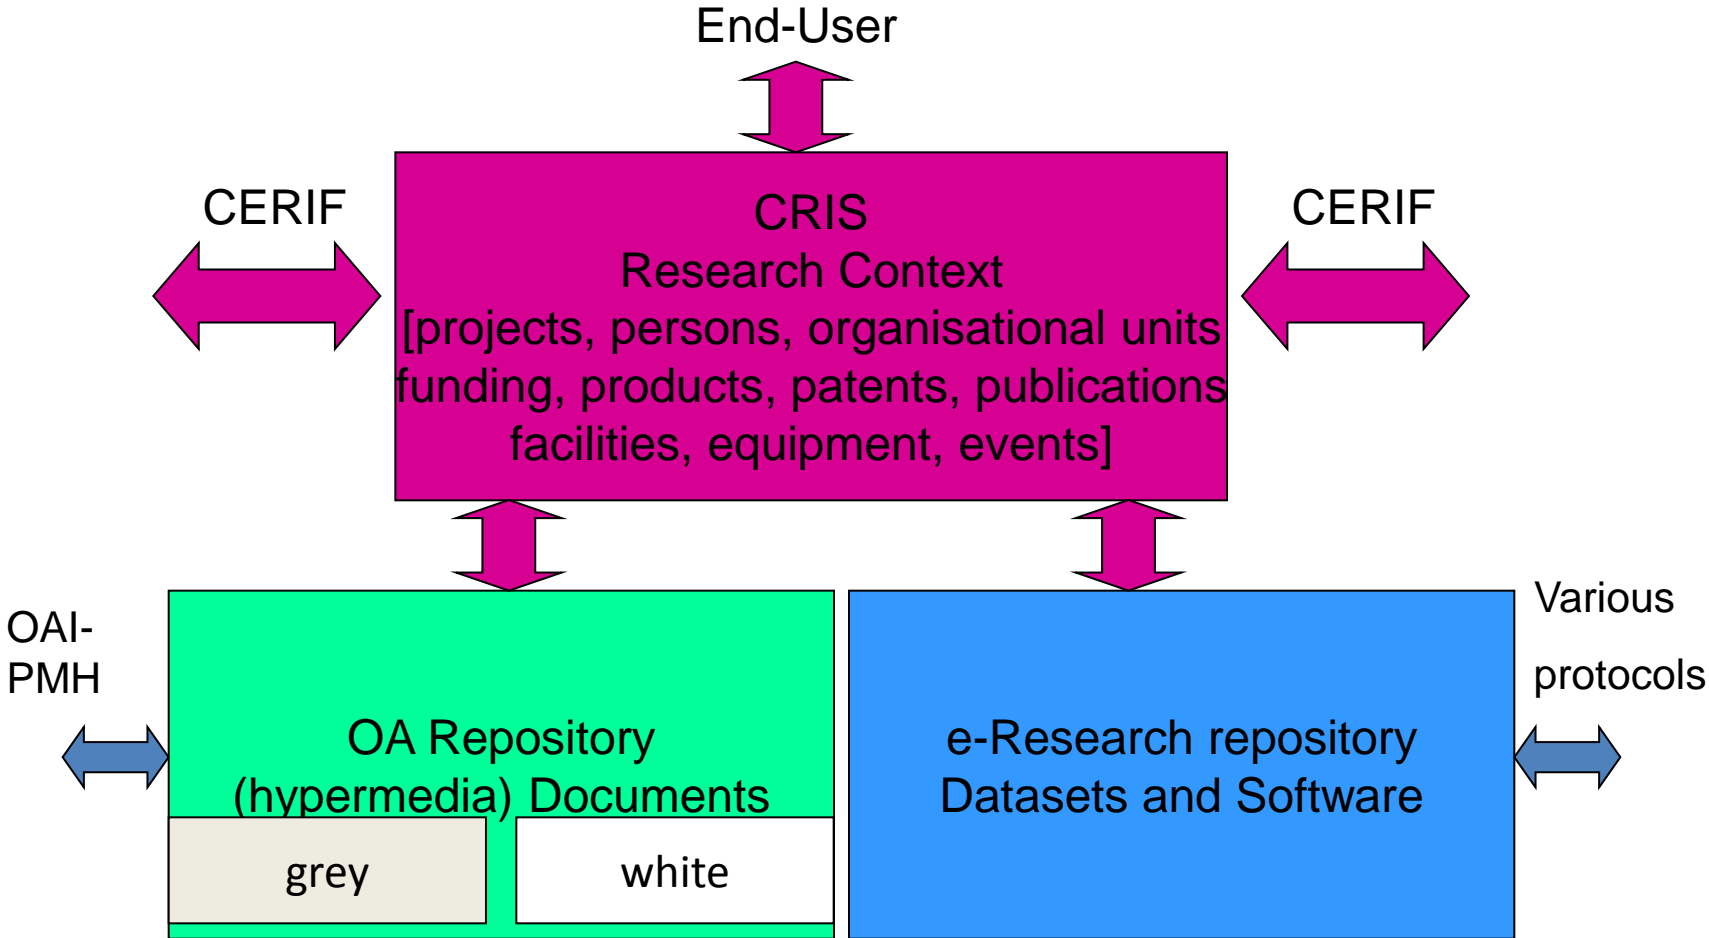 End-User
CERIF
CERIF
CRIS
Research Context
[projects, persons, organisational units
funding, products, patents, publications
facilities, equipment, events]
OAI-
PMH
Various
protocols
OA Repository
(hypermedia) Documents
grey
white
e-Research repository
Datasets and Software